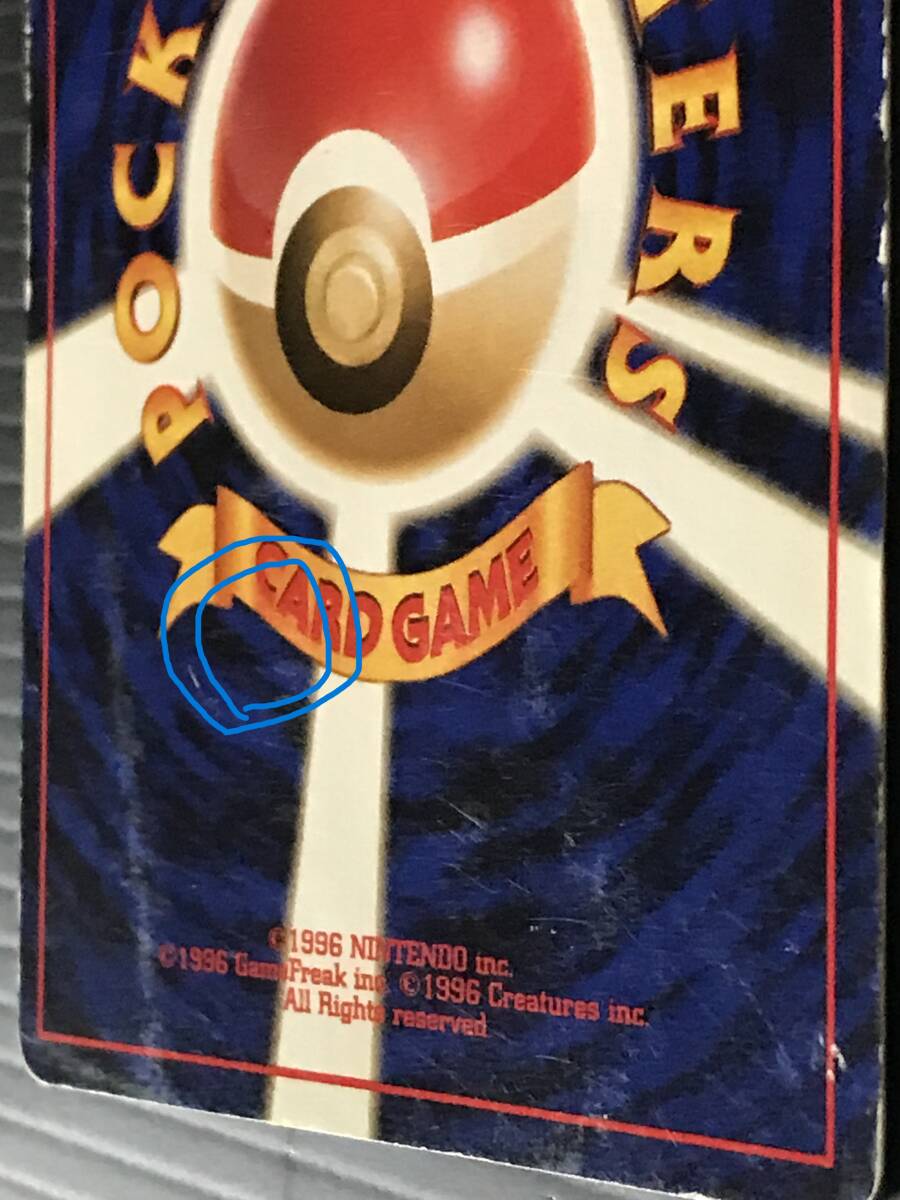 POCK
ERS
CARD GAME
©1996 NINTENDO inc.
©1996 GameFreak inc. ©1996 Creatures inc.
All Rights reserved